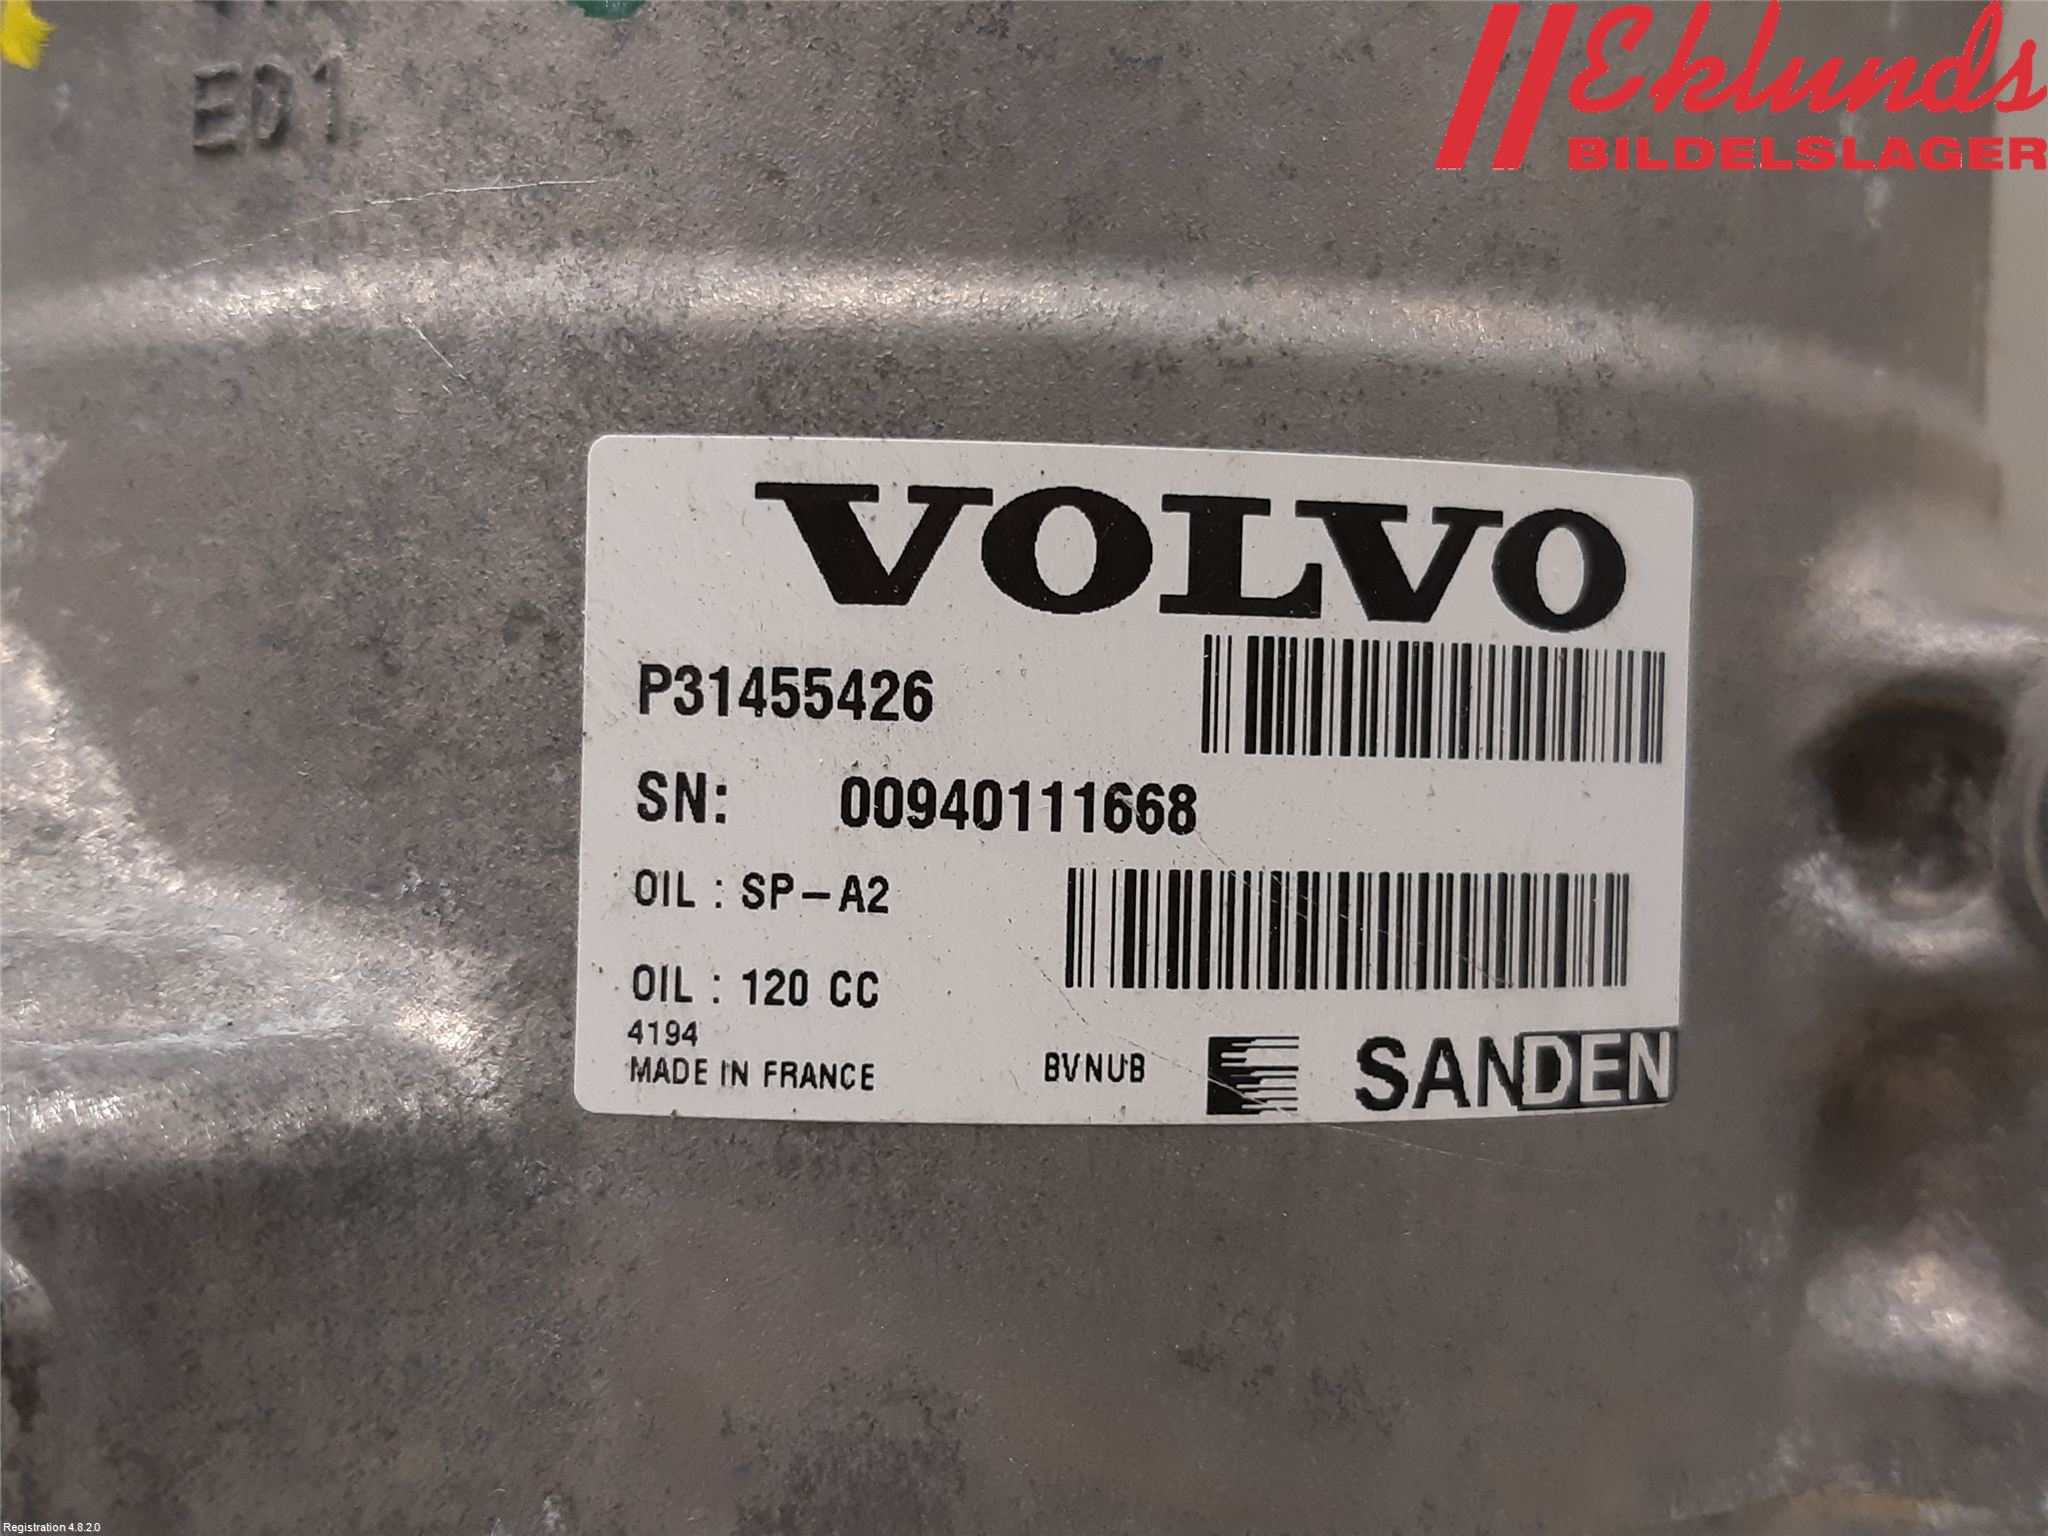 E01
Eklunds
BILDELSLAGER
VOLVO
P31455426
SN: 00940111668
OIL : SP-A2
OIL : 120 CC
4194
MADE IN FRANCE BVNUB SANDEN
Registration 4.8.2.0